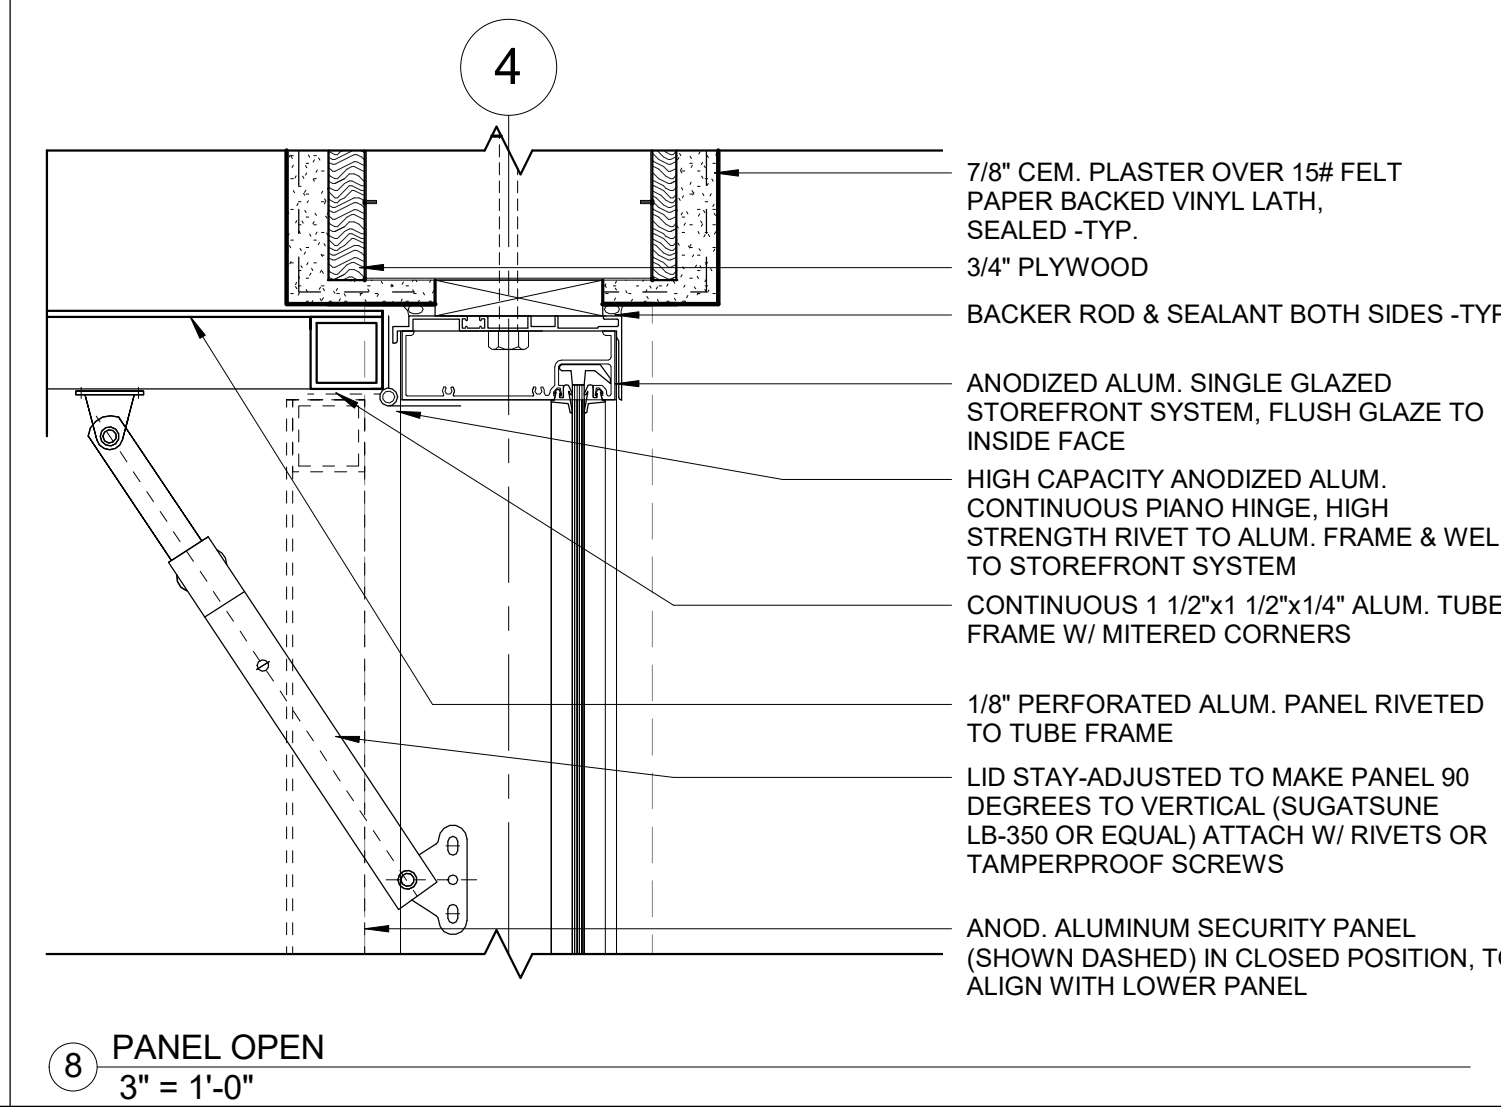 4
7/8" CEM. PLASTER OVER 15# FELT
PAPER BACKED VINYL LATH,
SEALED -TYP.
3/4" PLYWOOD
BACKER ROD & SEALANT BOTH SIDES -TYP
ANODIZED ALUM. SINGLE GLAZED
STOREFRONT SYSTEM, FLUSH GLAZE TO
INSIDE FACE
HIGH CAPACITY ANODIZED ALUM.
CONTINUOUS PIANO HINGE, HIGH
STRENGTH RIVET TO ALUM. FRAME & WEL
TO STOREFRONT SYSTEM
CONTINUOUS 1 1/2"x1 1/2"x1/4" ALUM. TUBE
FRAME W/ MITERED CORNERS
1/8" PERFORATED ALUM. PANEL RIVETED
TO TUBE FRAME
LID STAY-ADJUSTED TO MAKE PANEL 90
DEGREES TO VERTICAL (SUGATSUNE
LB-350 OR EQUAL) ATTACH W/ RIVETS OR
TAMPERPROOF SCREWS
ANOD. ALUMINUM SECURITY PANEL
(SHOWN DASHED) IN CLOSED POSITION, TO
ALIGN WITH LOWER PANEL
8 PANEL OPEN
3" = 1'-0"